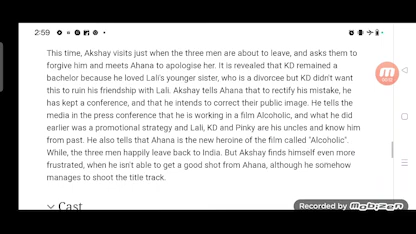 2:59
This time, Akshay visits just when the three men are about to leave, and asks them to
forgive him and meets Ahana to apologise her. It is revealed that KD remained a
bachelor because he loved Lali's younger sister, who is a divorcee but KD didn't want
this to ruin his friendship with Lali. Akshay tells Ahana that to rectify his mistake, he
has kept a conference, and that he intends to correct their public image. He tells the
media in the press conference that he is working in a film Alcoholic, and what he did
earlier was a promotional strategy and Lali, KD and Pinky are his uncles and know him
from past. He also tells that Ahana is the new heroine of the film called "Alcoholic".
While, the three men happily leave back to India. But Akshay finds himself even more
frustrated, when he isn't able to get a good shot from Ahana, although he somehow
manages to shoot the title track.
Cast
Recorded by MOBIZEN